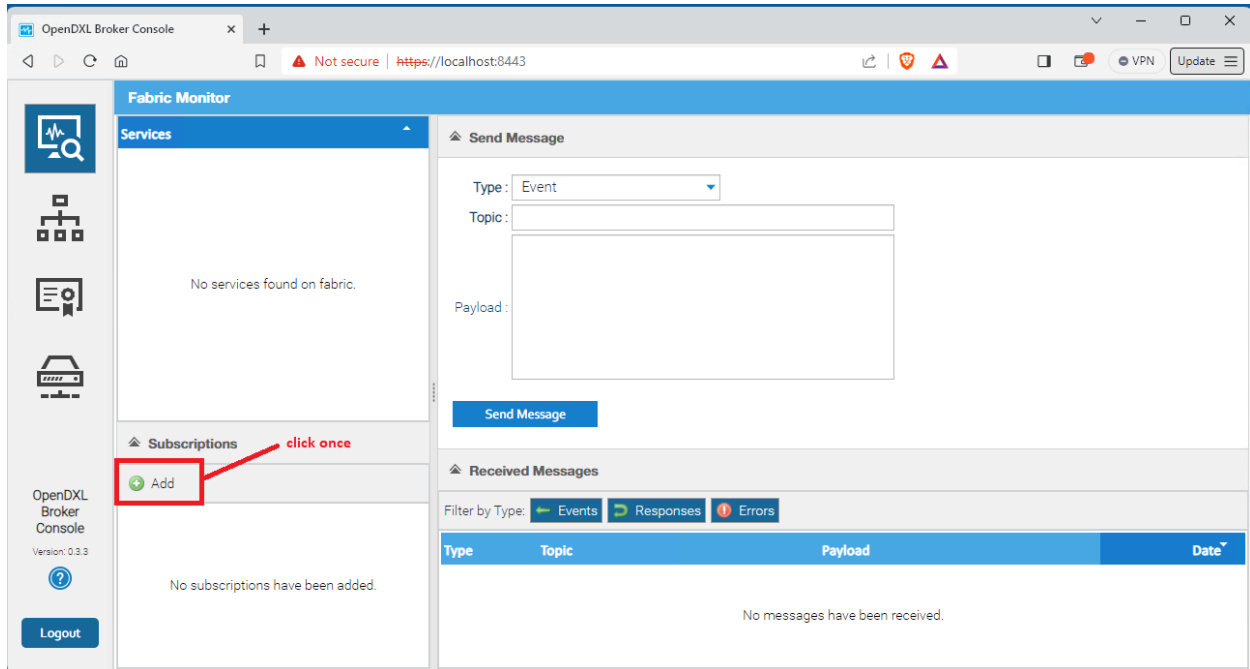 OpenDXL Broker Console
Not secure https://localhost:8443
VPN
Update
Fabric Monitor
Services
No services found on fabric.
Subscriptions
click once
Add
No subscriptions have been added.
OpenDXL
Broker
Console
Version: 0.3.3
?
Logout
Send Message
Type :
Event
Topic :
Payload :
Send Message
Received Messages
Filter by Type: Events Responses Errors
Type Topic Payload Date
No messages have been received.